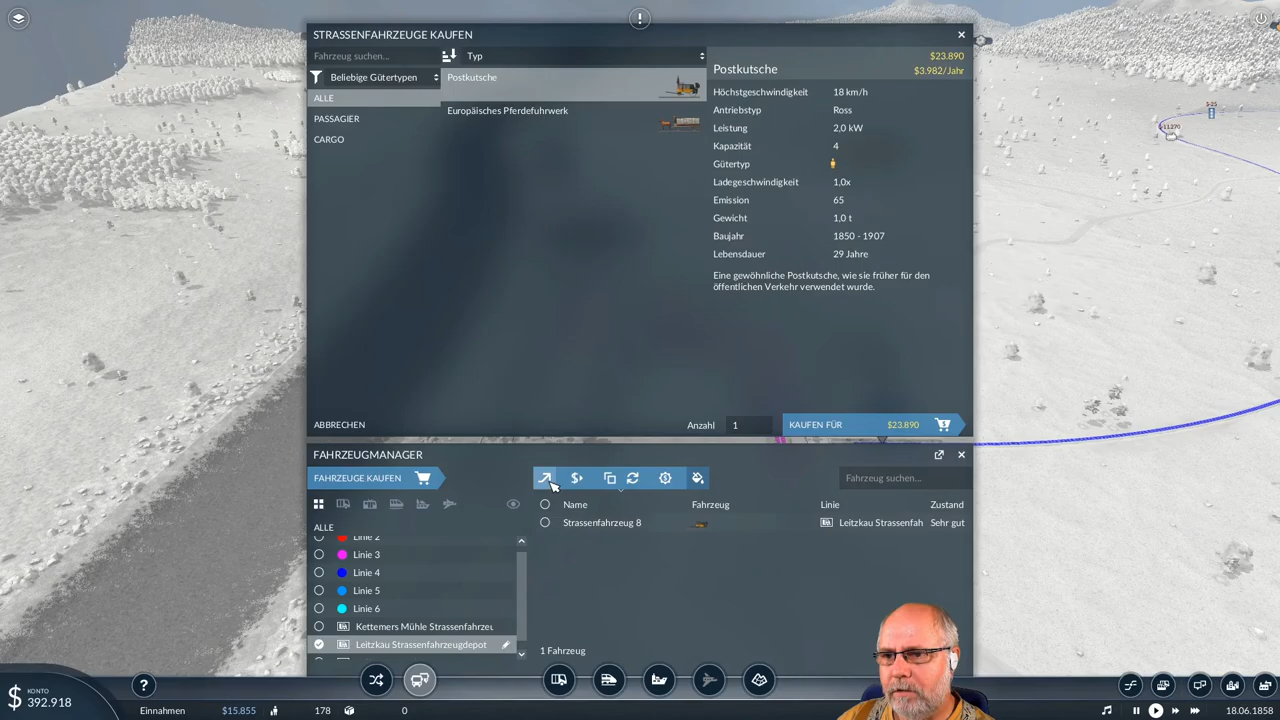 STRASSENFAHRZEUGE KAUFEN
Fahrzeug suchen...
Typ
$23.890
Beliebige Gütertypen
Postkutsche
Postkutsche
$3.982/Jahr
ALLE
Europäisches Pferdefuhrwerk
PASSAGIER
CARGO
Höchstgeschwindigkeit 18 km/h
Antriebstyp Ross
Leistung 2,0 kW
Kapazität 4
Gütertyp
Ladegeschwindigkeit 1,0x
Emission 65
Gewicht 1,0 t
Baujahr 1850 - 1907
Lebensdauer 29 Jahre
Eine gewöhnliche Postkutsche, wie sie früher für den
öffentlichen Verkehr verwendet wurde.
ABBRECHEN
Anzahl 1
KAUFEN FÜR $23.890
FAHRZEUGMANAGER
FAHRZEUGE KAUFEN
Fahrzeug suchen...
Name Fahrzeug Linie Zustand
Strassenfahrzeug 8 Leitzkau Strassenfah Sehr gut
ALLE
Linie 2
Linie 3
Linie 4
Linie 5
Linie 6
Kettemers Mühle Strassenfahrzeu
Leitzkau Strassenfahrzeugdepot
1 Fahrzeug
KONTO
$ 392.918
?
Einnahmen $15.855 178 0
18.06.1858